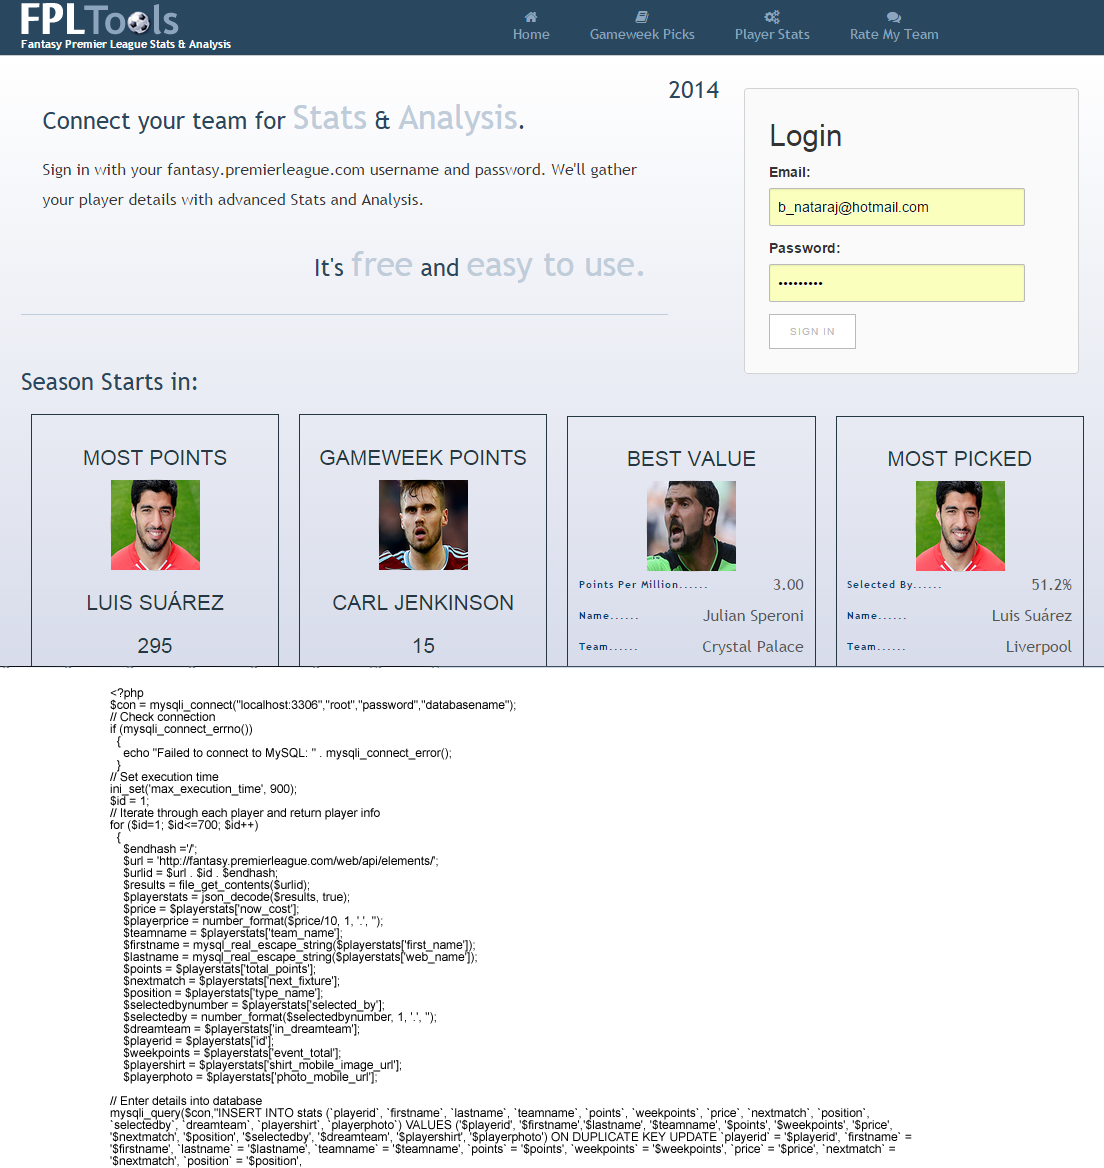 FPLTools
Fantasy Premier League Stats & Analysis
Home
Gameweek Picks
Player Stats
Rate My Team
2014
Connect your team for Stats & Analysis.
Sign in with your fantasy.premierleague.com username and password. We'll gather
your player details with advanced Stats and Analysis.
It's free and easy to use.
Login
Email:
b_nataraj@hotmail.com
Password:
•••••••••
SIGN IN
Season Starts in:
MOST POINTS
LUIS SUÁREZ
295
GAMEWEEK POINTS
CARL JENKINSON
15
BEST VALUE
Points Per Million...... 3.00
Name...... Julian Speroni
Team...... Crystal Palace
MOST PICKED
Selected By...... 51.2%
Name...... Luis Suárez
Team...... Liverpool
<?php
$con = mysqli_connect("localhost:3306","root","password","databasename");
// Check connection
if (mysqli_connect_errno())
{
echo "Failed to connect to MySQL: " . mysqli_connect_error();
}
// Set execution time
ini_set('max_execution_time', 900);
$id = 1;
// Iterate through each player and return player info
for ($id=1; $id<=700; $id++)
{
$endhash ='/';
$url = 'http://fantasy.premierleague.com/web/api/elements/';
$urlid = $url . $id . $endhash;
$results = file_get_contents($urlid);
$playerstats = json_decode($results, true);
$price = $playerstats['now_cost'];
$playerprice = number_format($price/10, 1, '.', '');
$teamname = $playerstats['team_name'];
$firstname = mysql_real_escape_string($playerstats['first_name']);
$lastname = mysql_real_escape_string($playerstats['web_name']);
$points = $playerstats['total_points'];
$nextmatch = $playerstats['next_fixture'];
$position = $playerstats['type_name'];
$selectedbynumber = $playerstats['selected_by'];
$selectedby = number_format($selectedbynumber, 1, '.', '');
$dreamteam = $playerstats['in_dreamteam'];
$playerid = $playerstats['id'];
$weekpoints = $playerstats['event_total'];
$playershirt = $playerstats['shirt_mobile_image_url'];
$playerphoto = $playerstats['photo_mobile_url'];
// Enter details into database
mysqli_query($con,"INSERT INTO stats (`playerid`, `firstname`, `lastname`, `teamname`, `points`, `weekpoints`, `price`, `nextmatch`, `position`,
`selectedby`, `dreamteam`, `playershirt`, `playerphoto`) VALUES ('$playerid', '$firstname','$lastname', '$teamname', '$points', '$weekpoints', '$price',
'$nextmatch', '$position', '$selectedby', '$dreamteam', '$playershirt', '$playerphoto') ON DUPLICATE KEY UPDATE `playerid` = '$playerid', `firstname` =
'$firstname', `lastname` = '$lastname', `teamname` = '$teamname', `points` = '$points', `weekpoints` = '$weekpoints', `price` = '$price', `nextmatch` =
'$nextmatch', `position` = '$position',